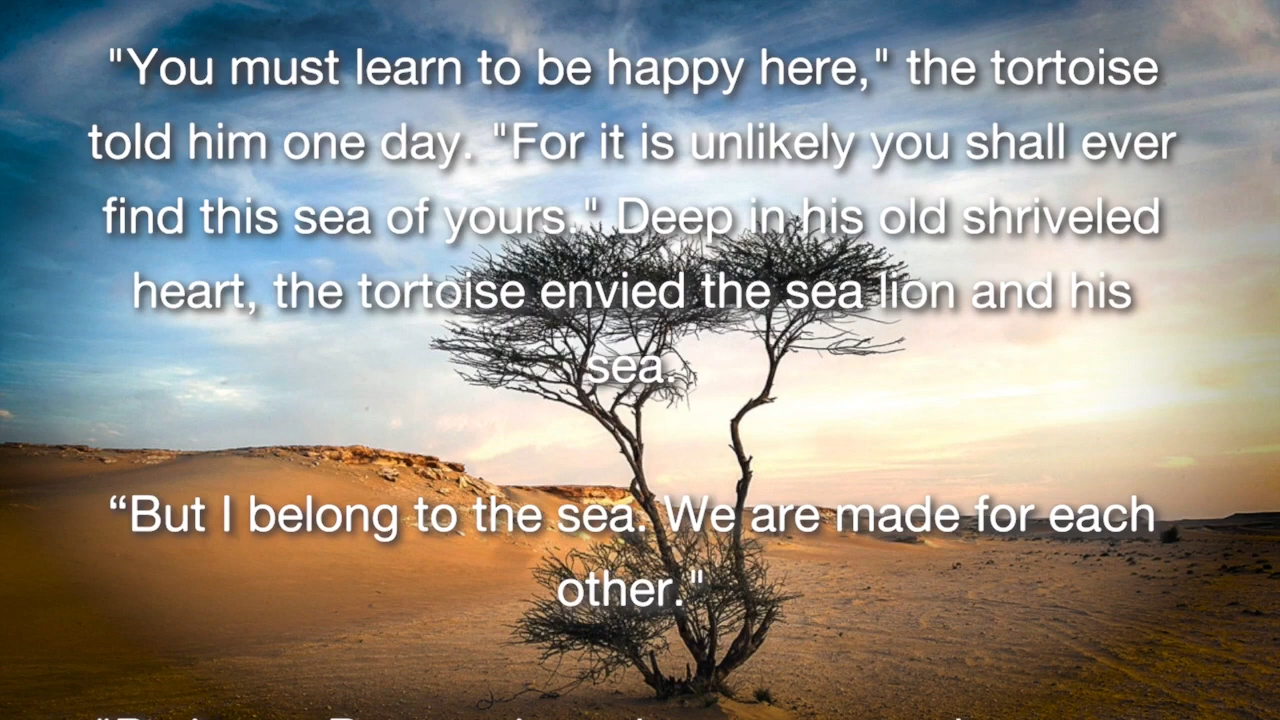 "You must learn to be happy here," the tortoise
told him one day. "For it is unlikely you shall ever
find this sea of yours." Deep in his old shriveled
heart, the tortoise envied the sea lion and his
sea.
“But I belong to the sea. We are made for each
other."